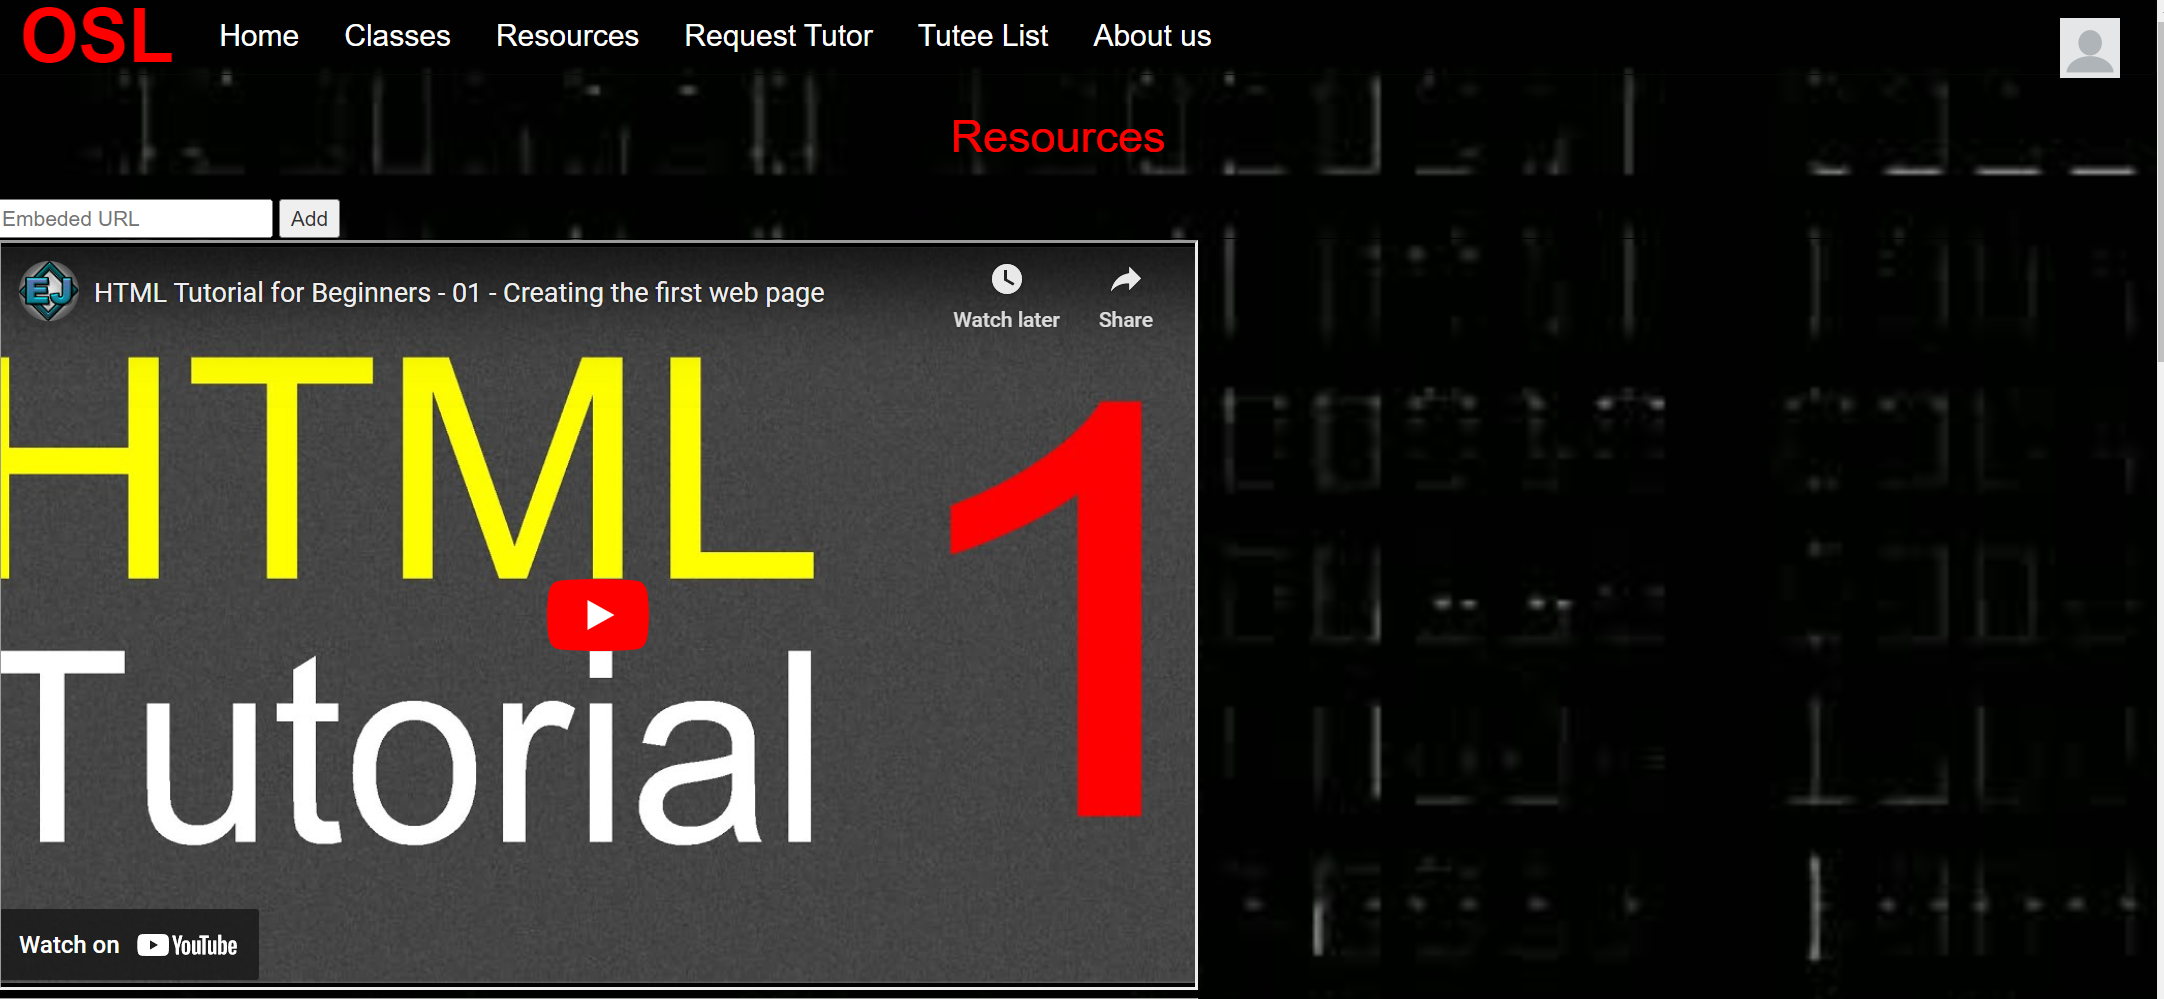 OSL Home Classes Resources Request Tutor Tutee List About us
Resources
Embeded URL Add
EJ HTML Tutorial for Beginners - 01 - Creating the first web page
Watch later Share
HTML
Tutorial
1
Watch on YouTube